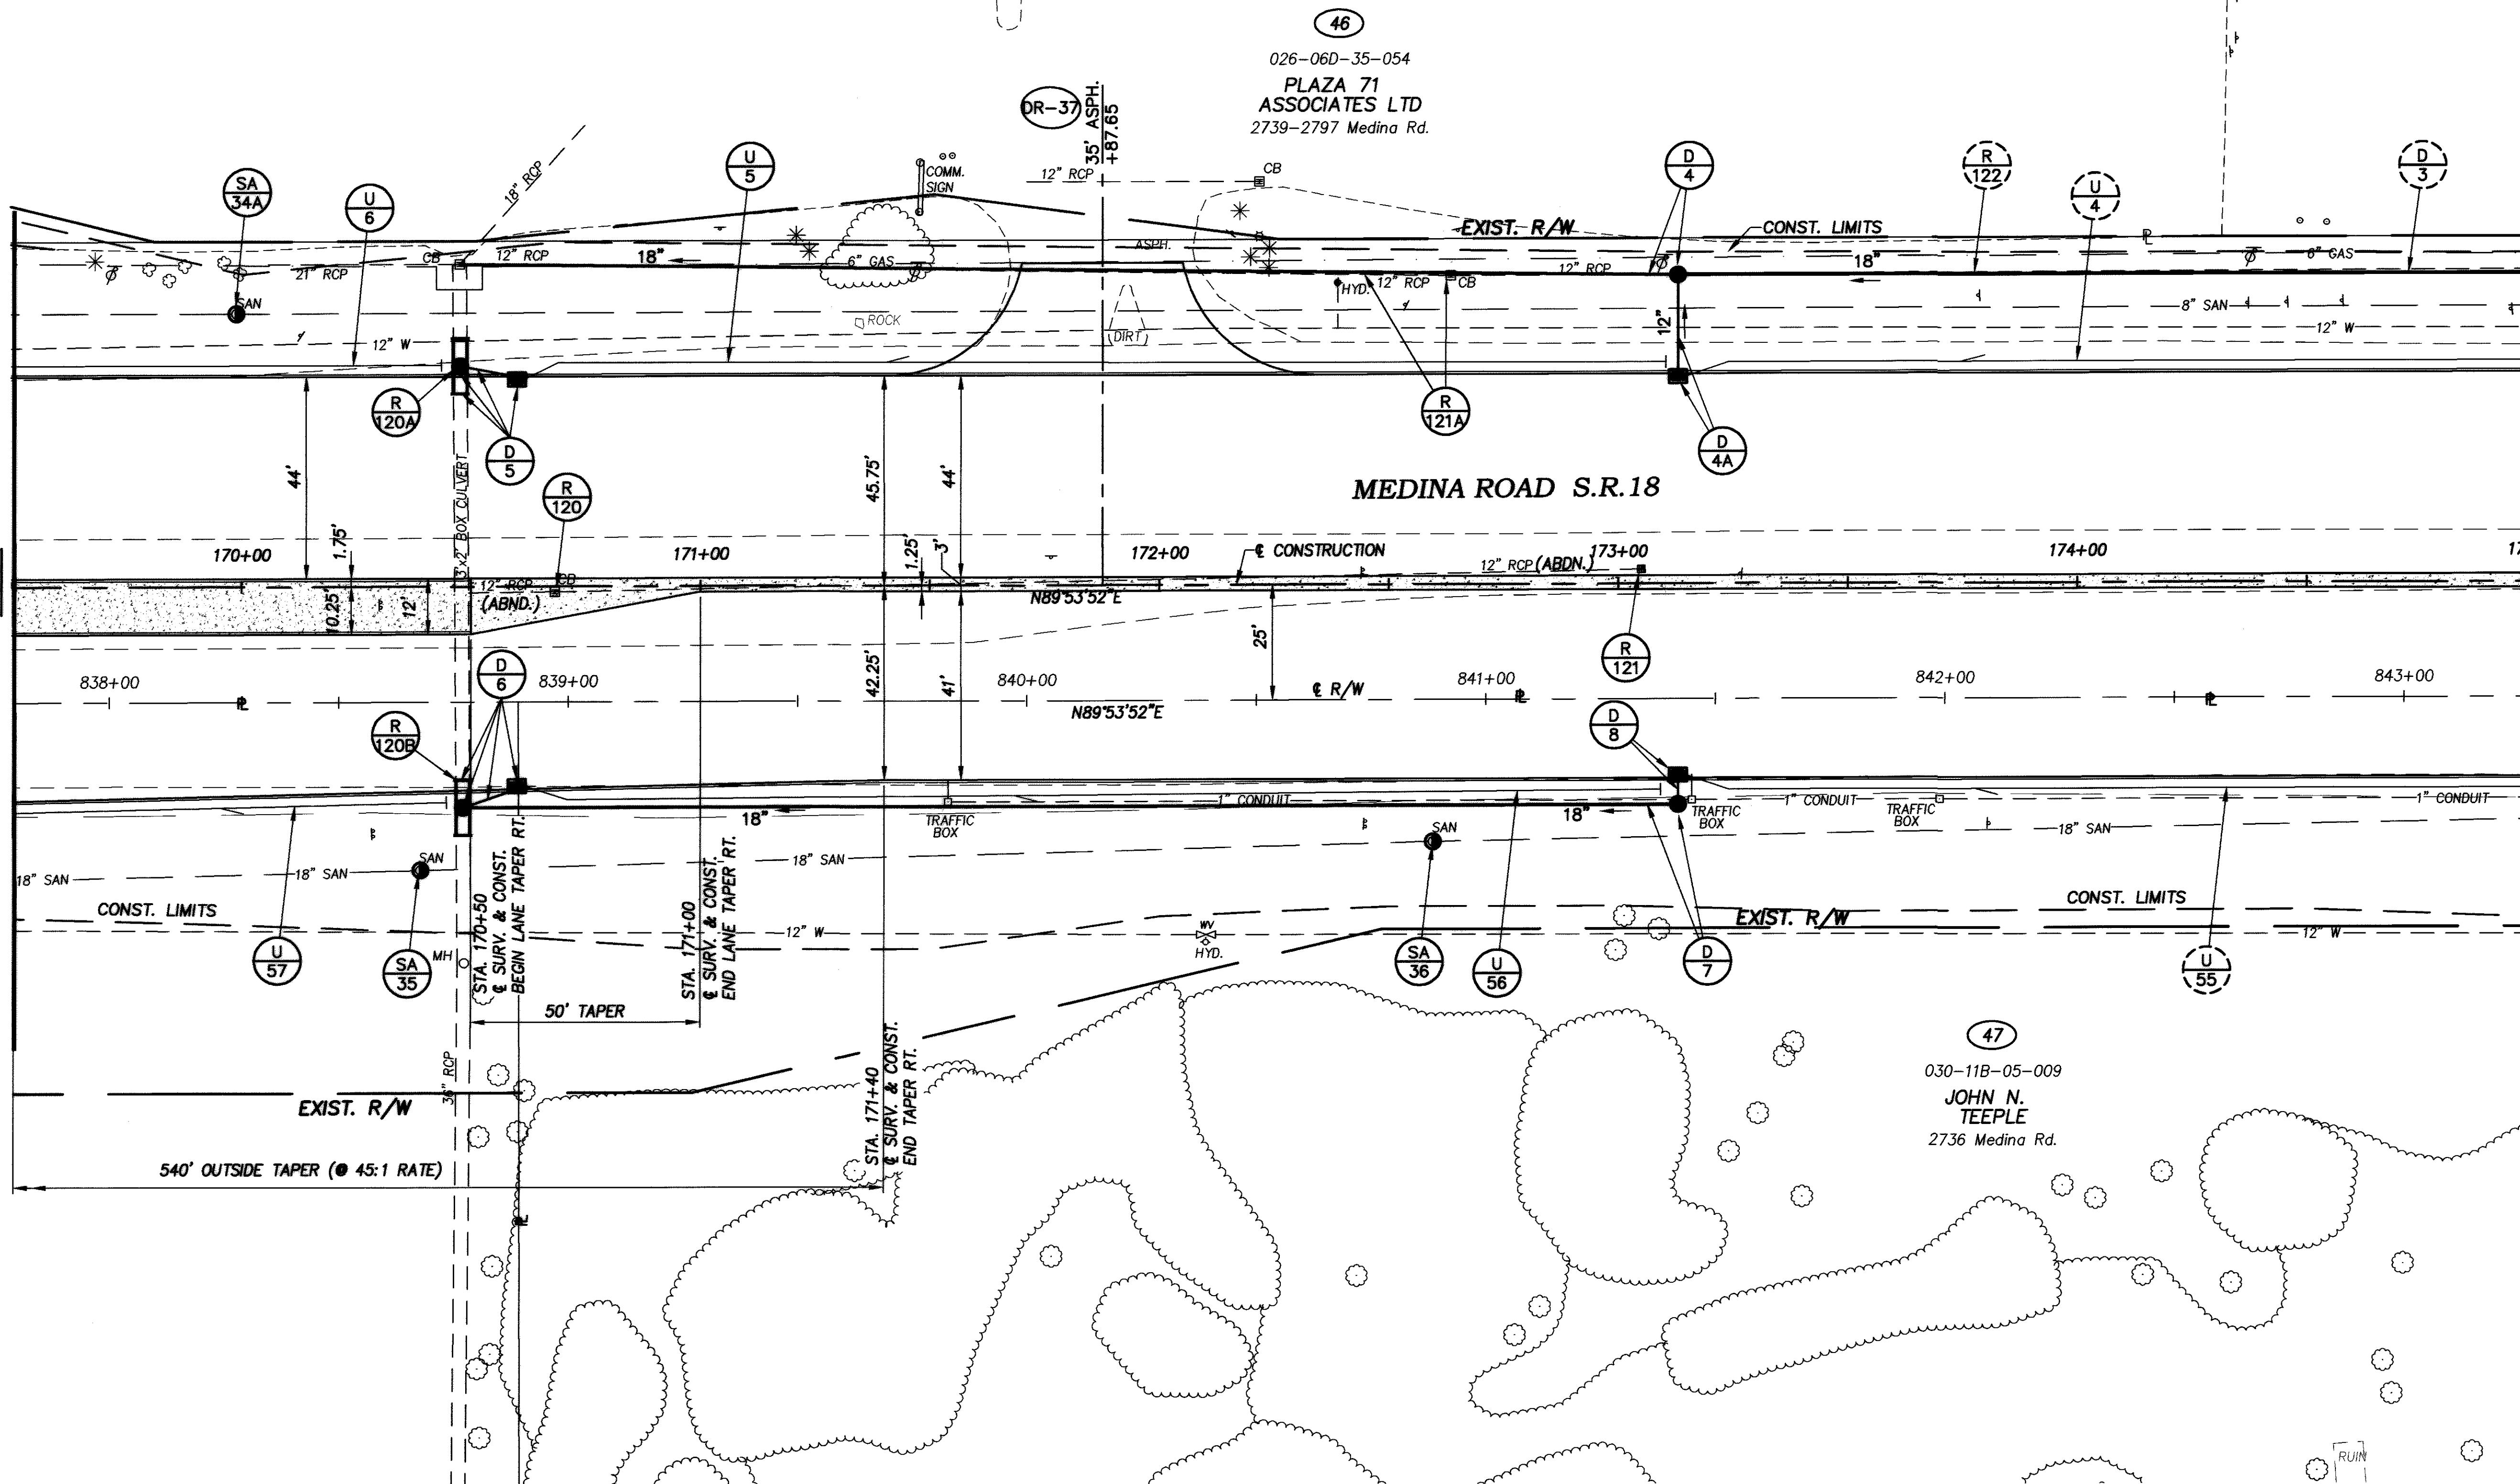 46
026-06D-35-054
PLAZA 71
ASSOCIATES LTD
2739-2797 Medina Rd.
DR-37
35' ASPH.
+87.65
SA
34A
U
6
18" RCP
U
5
COMM.
SIGN
12" RCP
CB
D
4
R
122
U
4
D
3
EXIST. R/W
CONST. LIMITS
CB
12" RCP
18"
6" GAS
ASPH.
21" RCP
12" RCP
18"
6" GAS
SAN
HYD.
12" RCP
CB
ROCK
DIRT
12"
8" SAN
12" W
12" W
R
120A
D
5
R
121A
D
4A
44'
3'x2' BOX CULVERT
R
120
45.75'
44'
MEDINA ROAD S.R.18
170+00
1.75'
171+00
1.25'
3'
172+00
℄ CONSTRUCTION
173+00
174+00
12" RCP (ABDN.)
10.25'
12'
12" RCP
CB
(ABND.)
N89°53'52"E
25'
R
121
D
6
838+00
839+00
42.25'
41'
840+00
℄ R/W
841+00
842+00
843+00
N89°53'52"E
R
120B
D
8
18"
TRAFFIC
BOX
1" CONDUIT
18"
TRAFFIC
BOX
1" CONDUIT
TRAFFIC
BOX
1" CONDUIT
18" SAN
18" SAN
SAN
18" SAN
SAN
18" SAN
CONST. LIMITS
CONST. LIMITS
EXIST. R/W
12" W
WV
HYD.
12" W
U
57
SA
35
MH
STA. 170+50
℄ SURV. & CONST.
BEGIN LANE TAPER RT.
STA. 171+00
℄ SURV. & CONST.
END LANE TAPER RT.
SA
36
U
56
D
7
U
55
50' TAPER
STA. 171+40
℄ SURV. & CONST.
END TAPER RT.
36" RCP
EXIST. R/W
540' OUTSIDE TAPER (@ 45:1 RATE)
47
030-11B-05-009
JOHN N.
TEEPLE
2736 Medina Rd.
RUIN